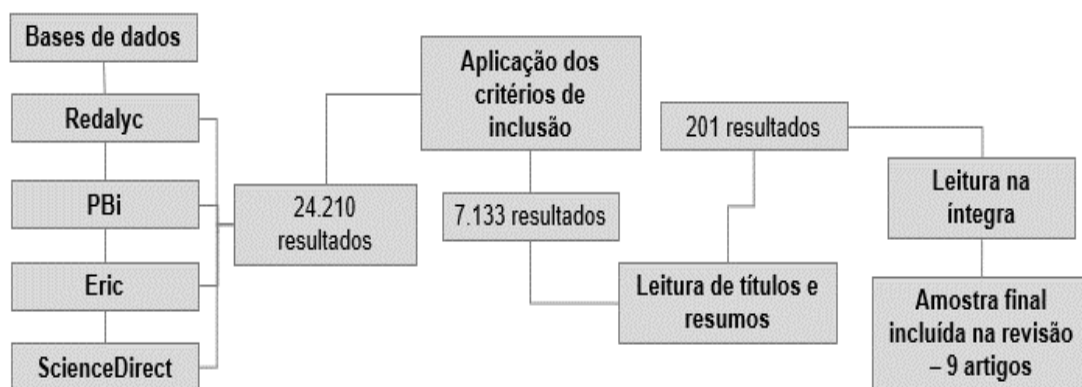 Bases de dados
Redalyc
PBi
Eric
ScienceDirect
24.210
resultados
Aplicação dos
critérios de
inclusão
7.133 resultados
Leitura de títulos e
resumos
201 resultados
Leitura na
íntegra
Amostra final
incluída na revisão
– 9 artigos